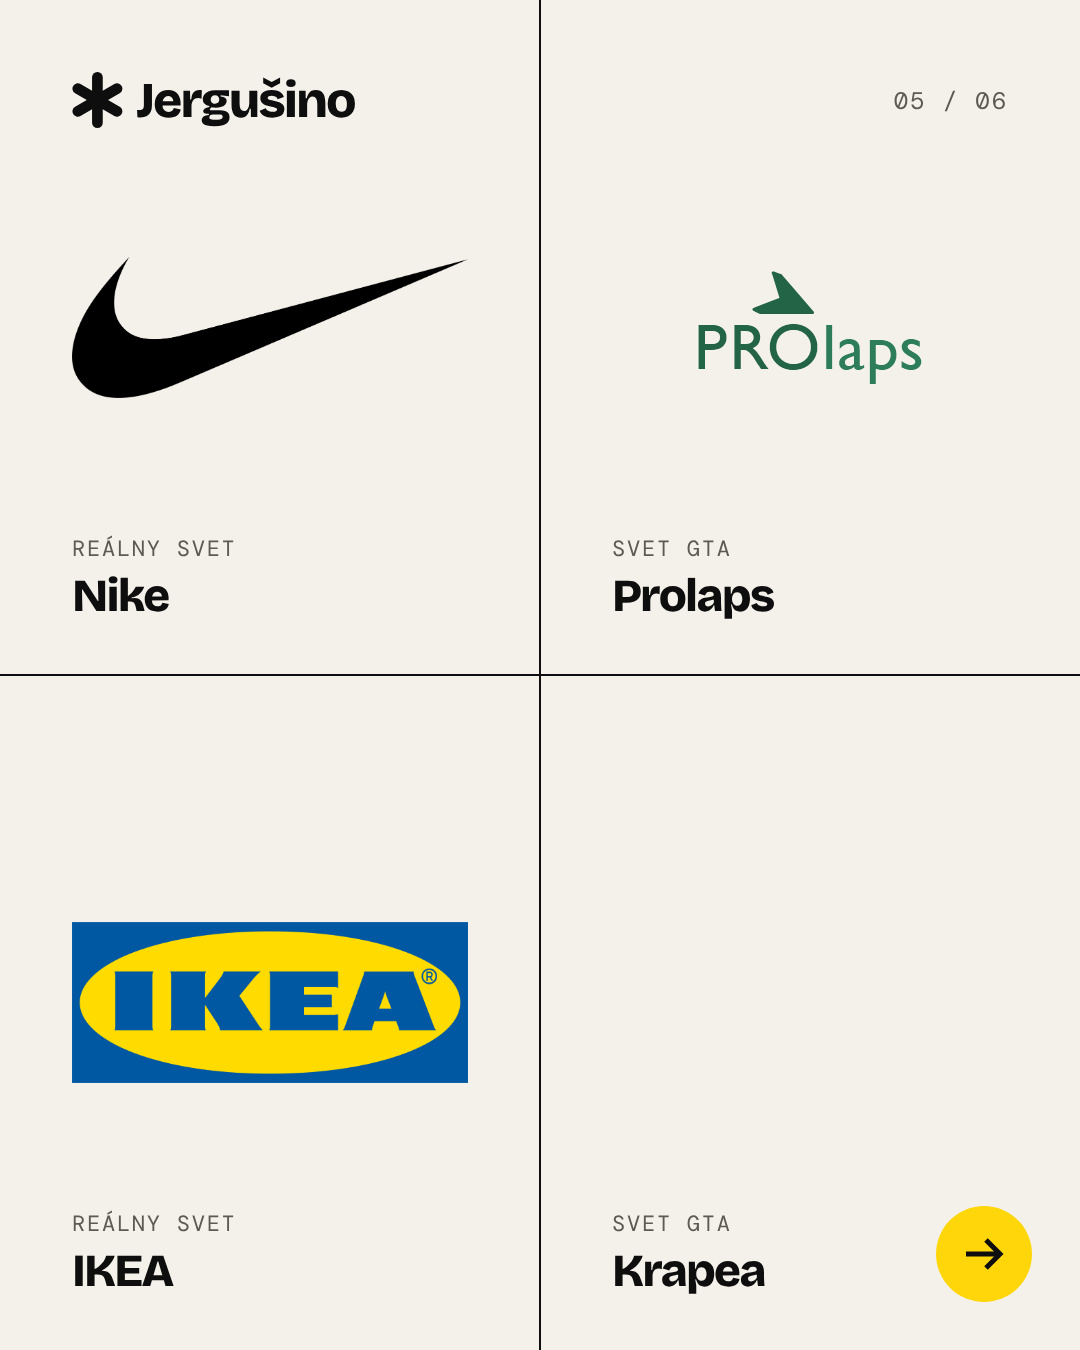 Jergušino
05 / 06
PROlaps
REÁLNY SVET
Nike
SVET GTA
Prolaps
IKEA®
REÁLNY SVET
IKEA
SVET GTA
Krapea